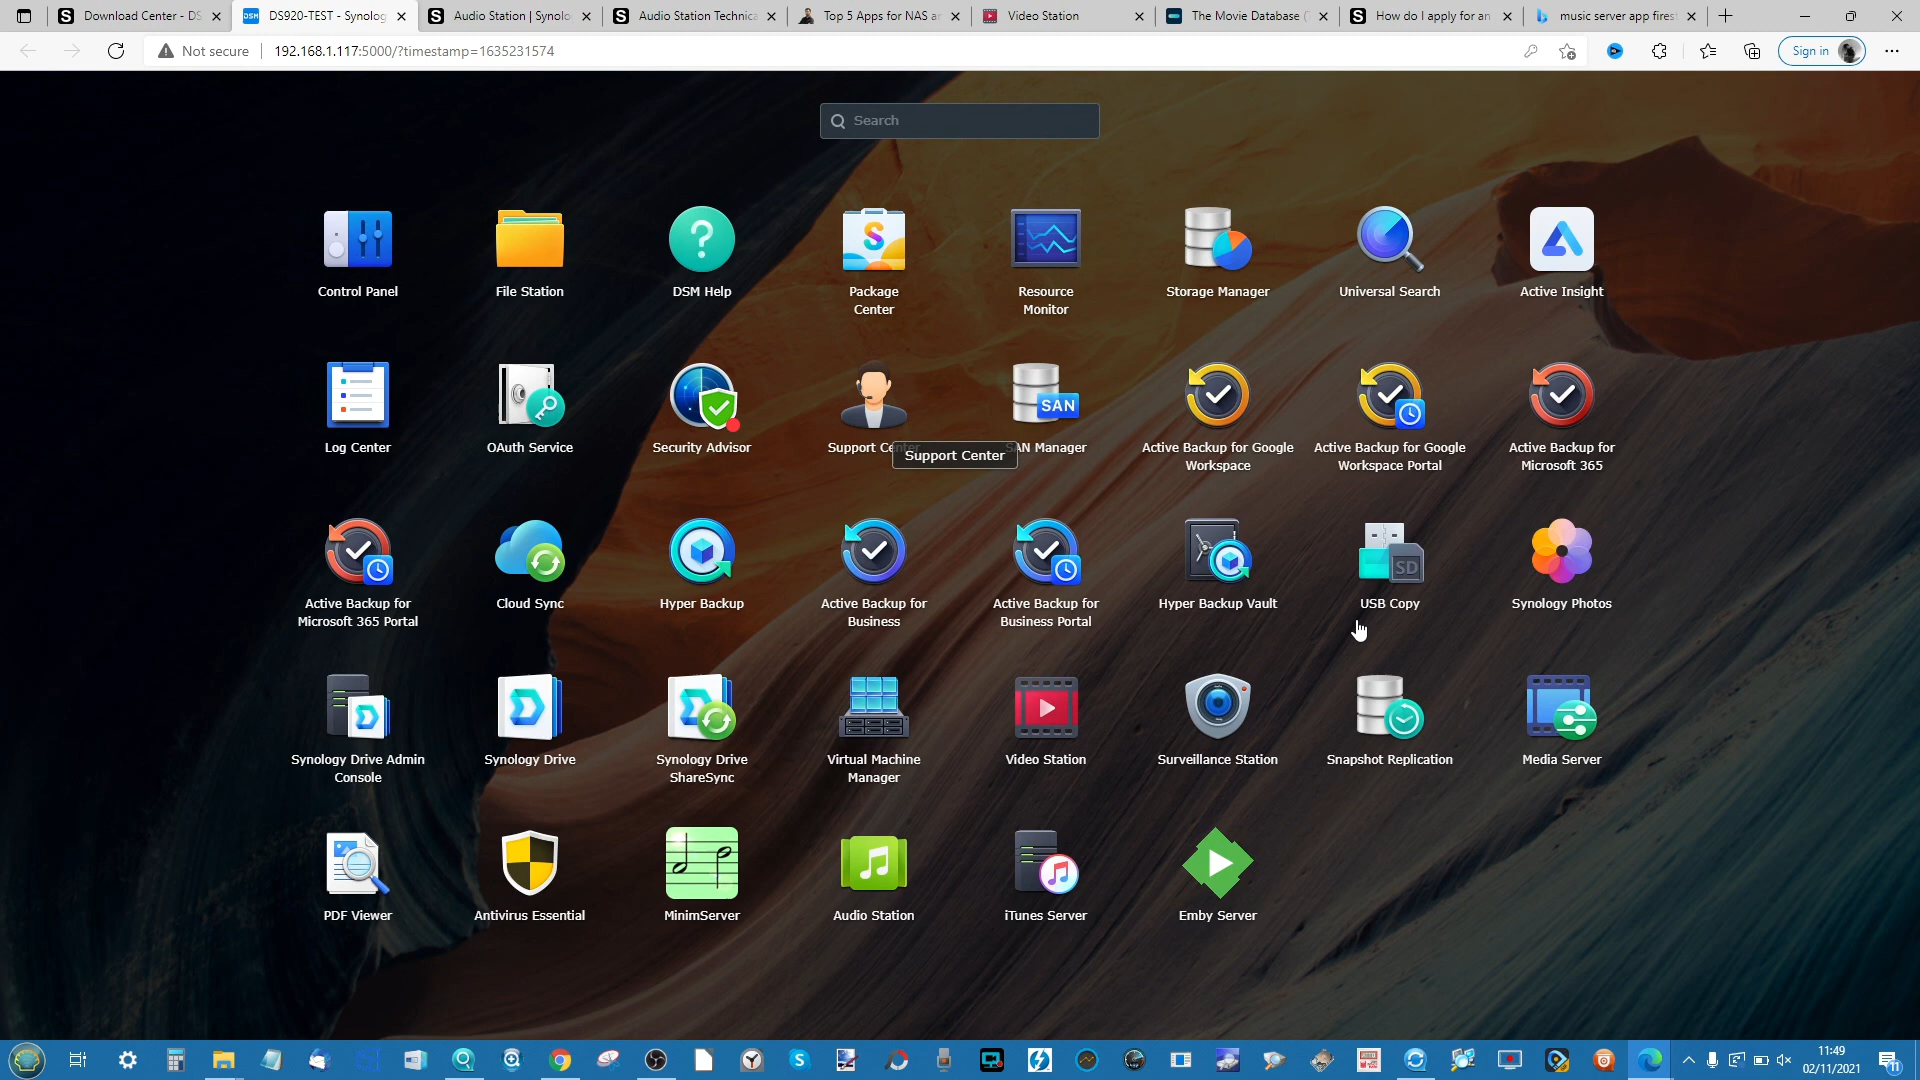 Download Center - DS
DS920-TEST - Synolog
Audio Station | Synolo
Audio Station Technica
Top 5 Apps for NAS ar
Video Station
The Movie Database (
How do I apply for an
music server app fires
Not secure
192.168.1.117:5000/?timestamp=1635231574
Sign in
Search
Control Panel
File Station
DSM Help
Package
Center
Resource
Monitor
Storage Manager
Universal Search
Active Insight
Log Center
OAuth Service
Security Advisor
Support Ce
AN Manager
Support Center
SAN
Active Backup for Google
Workspace
Active Backup for Google
Workspace Portal
Active Backup for
Microsoft 365
Active Backup for
Microsoft 365 Portal
Cloud Sync
Hyper Backup
Active Backup for
Business
Active Backup for
Business Portal
Hyper Backup Vault
SD
USB Copy
Synology Photos
Synology Drive Admin
Console
Synology Drive
Synology Drive
ShareSync
Virtual Machine
Manager
Video Station
Surveillance Station
Snapshot Replication
Media Server
PDF Viewer
Antivirus Essential
MinimServer
Audio Station
iTunes Server
Emby Server
11:49
02/11/2021
11